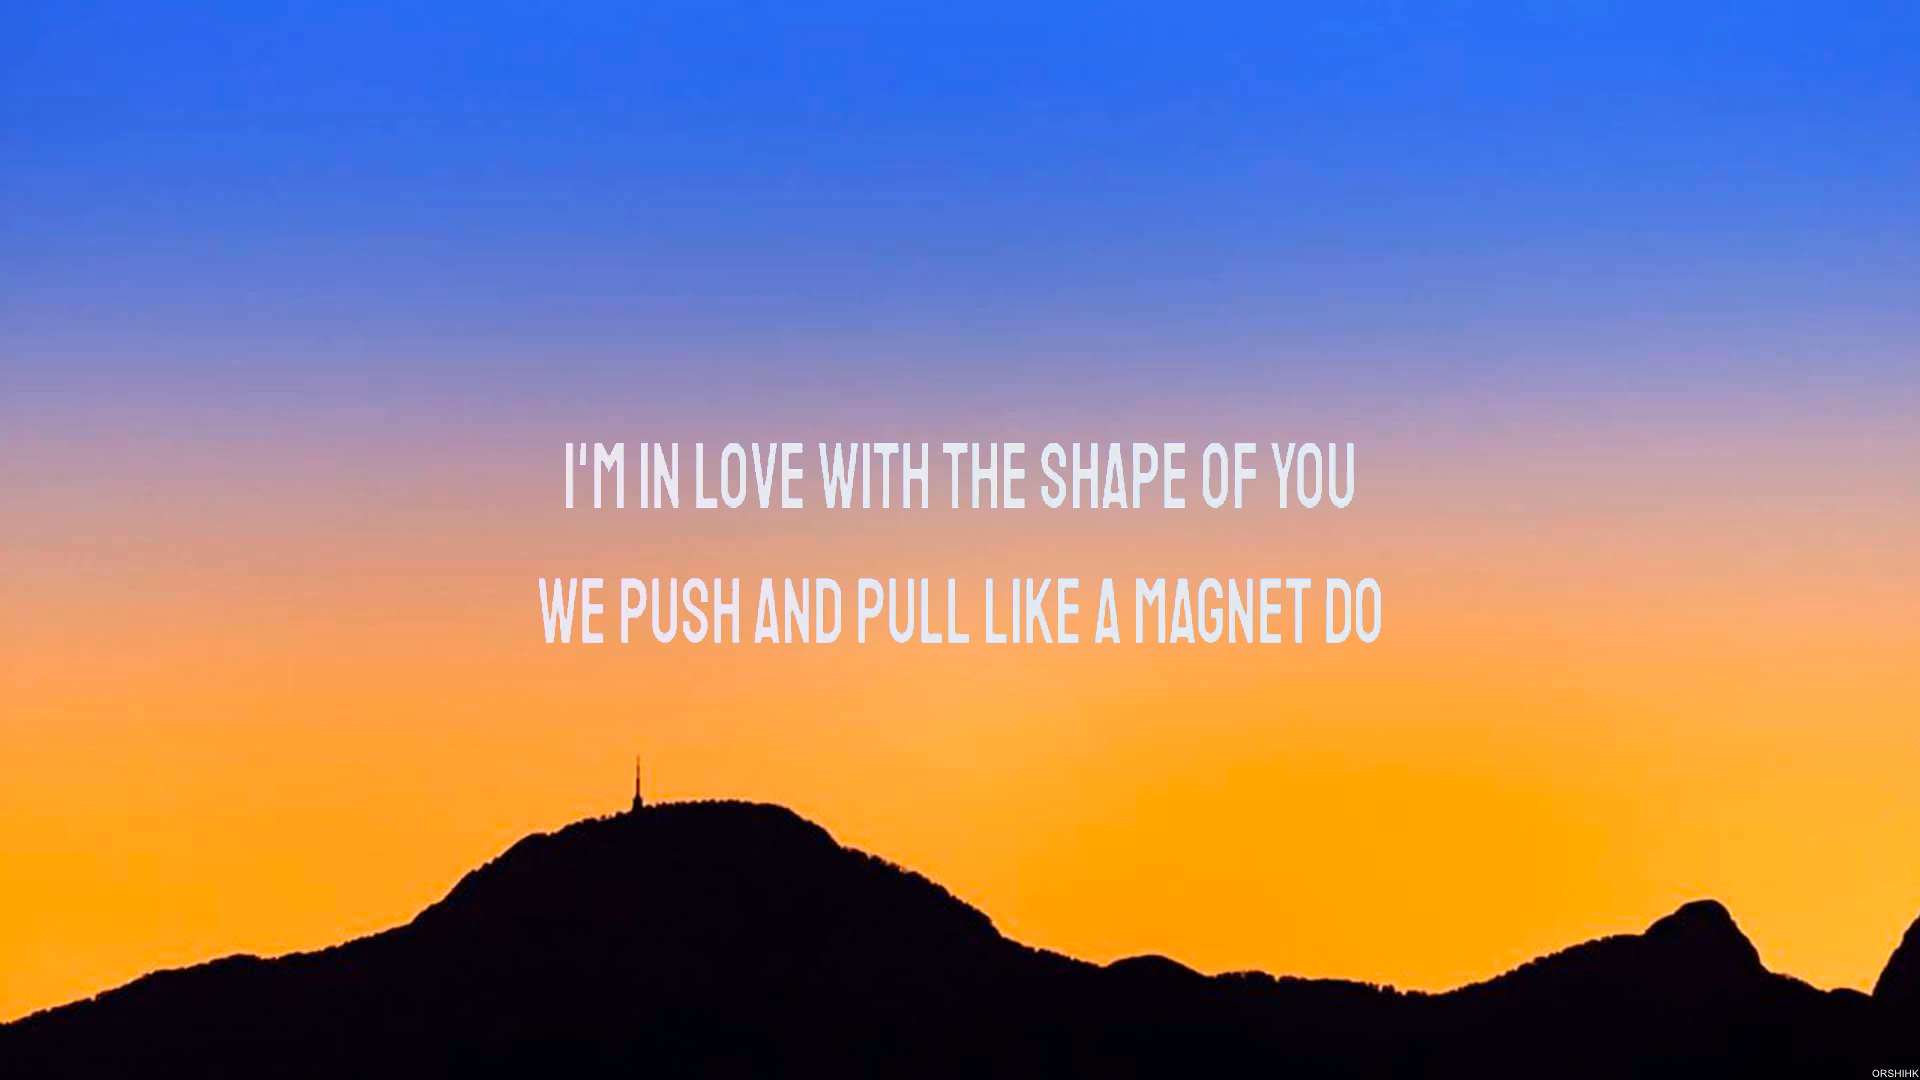 I'M IN LOVE WITH THE SHAPE OF YOU
WE PUSH AND PULL LIKE A MAGNET DO
ORSHIHK